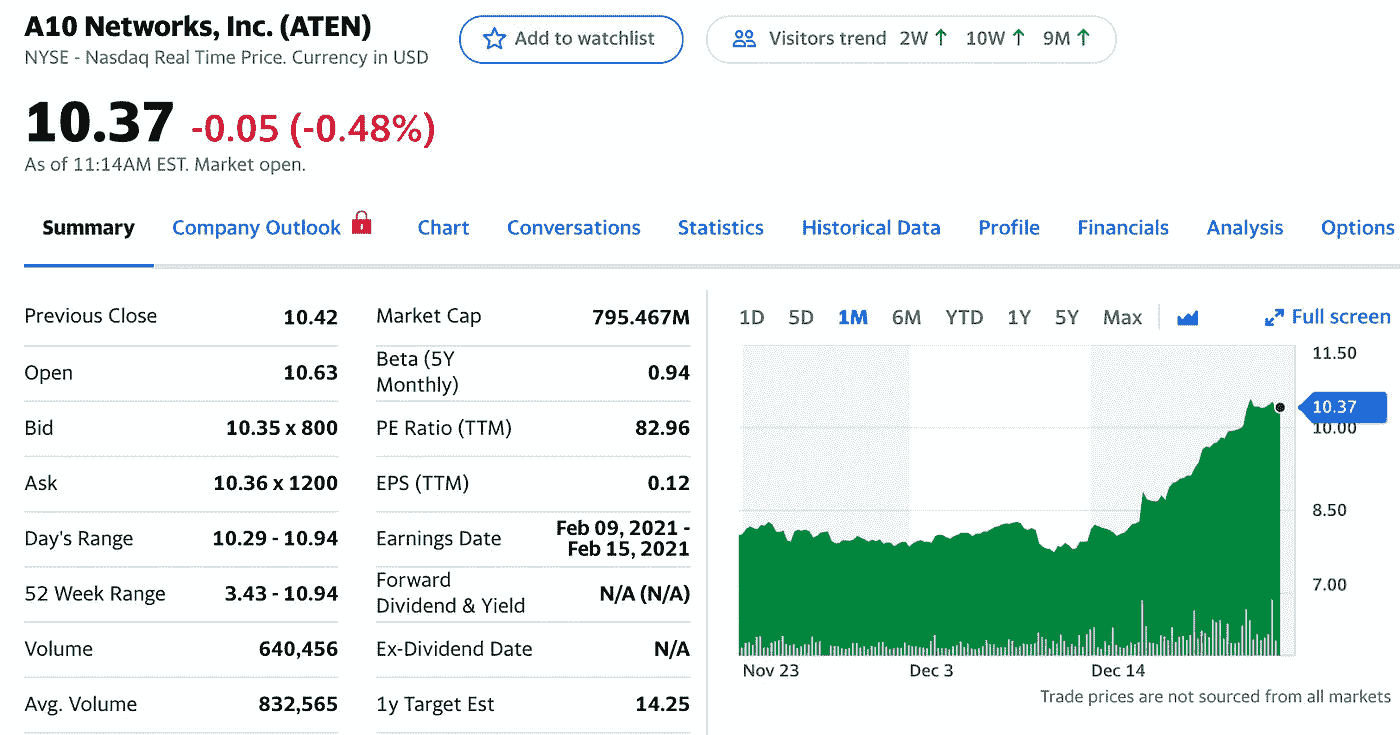 A10 Networks, Inc. (ATEN)
NYSE - Nasdaq Real Time Price. Currency in USD
Add to watchlist
Visitors trend 2W ↑ 10W ↑ 9M ↑
10.37 -0.05 (-0.48%)
As of 11:14AM EST. Market open.
Summary Company Outlook Chart Conversations Statistics Historical Data Profile Financials Analysis Options
Previous Close 10.42
Open 10.63
Bid 10.35 x 800
Ask 10.36 x 1200
Day's Range 10.29 - 10.94
52 Week Range 3.43 - 10.94
Volume 640,456
Avg. Volume 832,565
Market Cap 795.467M
Beta (5Y
Monthly) 0.94
PE Ratio (TTM) 82.96
EPS (TTM) 0.12
Earnings Date Feb 09, 2021 -
Feb 15, 2021
Forward
Dividend & Yield N/A (N/A)
Ex-Dividend Date N/A
1y Target Est 14.25
1D 5D 1M 6M YTD 1Y 5Y Max Full screen
11.50
10.37
10.00
8.50
7.00
Nov 23 Dec 3 Dec 14
Trade prices are not sourced from all markets